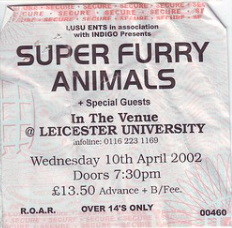 LUSU ENTS in association
with INDIGO Presents
SUPER FURRY
ANIMALS
+ Special Guests
In The Venue
@ LEICESTER UNIVERSITY
infoline: 0116 223 1169
Wednesday 10th April 2002
Doors 7:30pm
£13.50 Advance + B/Fee.
R.O.A.R. OVER 14'S ONLY 00460